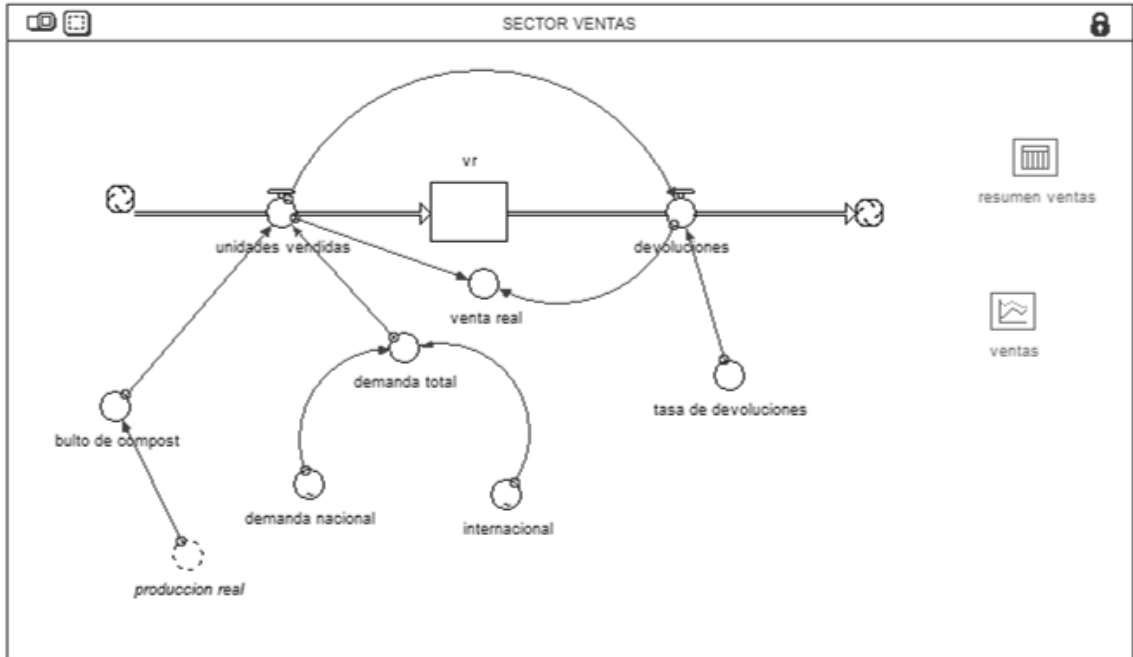 SECTOR VENTAS
vr
resumen ventas
unidades vendidas
devoluciones
venta real
ventas
demanda total
tasa de devoluciones
bulto de compost
demanda nacional
internacional
produccion real